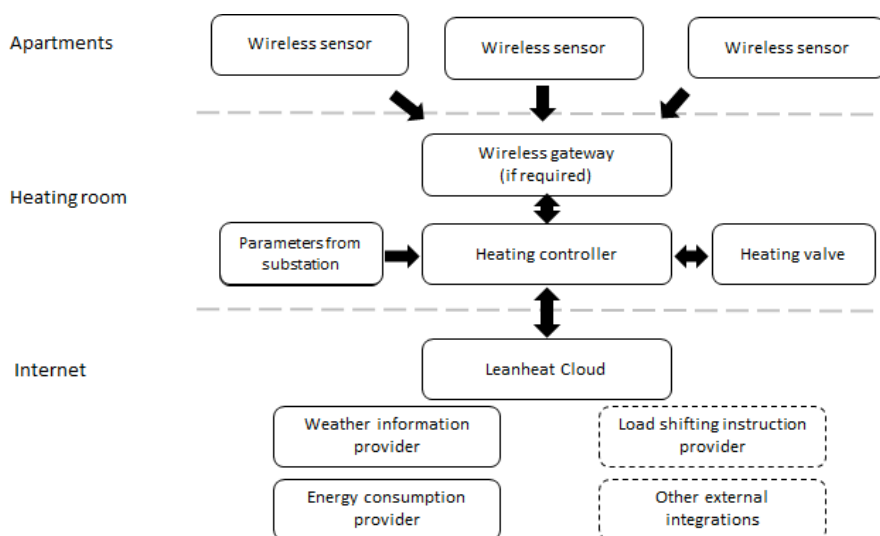 Apartments
Wireless sensor
Wireless sensor
Wireless sensor
Wireless gateway
(if required)
Heating room
Parameters from
substation
Heating controller
Heating valve
Internet
Leanheat Cloud
Weather information
provider
Load shifting instruction
provider
Energy consumption
provider
Other external
integrations